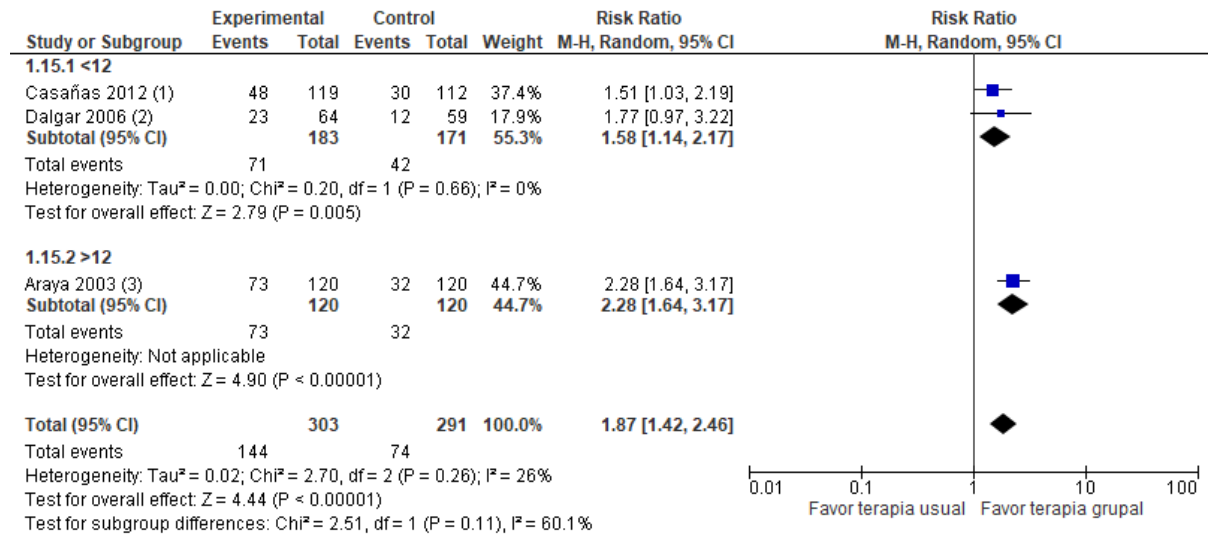 Experimental Control Risk Ratio Risk Ratio
Study or Subgroup Events Total Events Total Weight M-H, Random, 95% CI M-H, Random, 95% CI
1.15.1 <12
Casañas 2012 (1) 48 119 30 112 37.4% 1.51 [1.03, 2.19]
Dalgar 2006 (2) 23 64 12 59 17.9% 1.77 [0.97, 3.22]
Subtotal (95% CI) 183 171 55.3% 1.58 [1.14, 2.17]
Total events 71 42
Heterogeneity: Tau² = 0.00; Chi² = 0.20, df = 1 (P = 0.66); I² = 0%
Test for overall effect: Z = 2.79 (P = 0.005)
1.15.2 >12
Araya 2003 (3) 73 120 32 120 44.7% 2.28 [1.64, 3.17]
Subtotal (95% CI) 120 120 44.7% 2.28 [1.64, 3.17]
Total events 73 32
Heterogeneity: Not applicable
Test for overall effect: Z = 4.90 (P < 0.00001)
Total (95% CI) 303 291 100.0% 1.87 [1.42, 2.46]
Total events 144 74
Heterogeneity: Tau² = 0.02; Chi² = 2.70, df = 2 (P = 0.26); I² = 26%
Test for overall effect: Z = 4.44 (P < 0.00001)
Test for subgroup differences: Chi² = 2.51, df = 1 (P = 0.11), I² = 60.1%
0.01 0.1 1 10 100
Favor terapia usual Favor terapia grupal